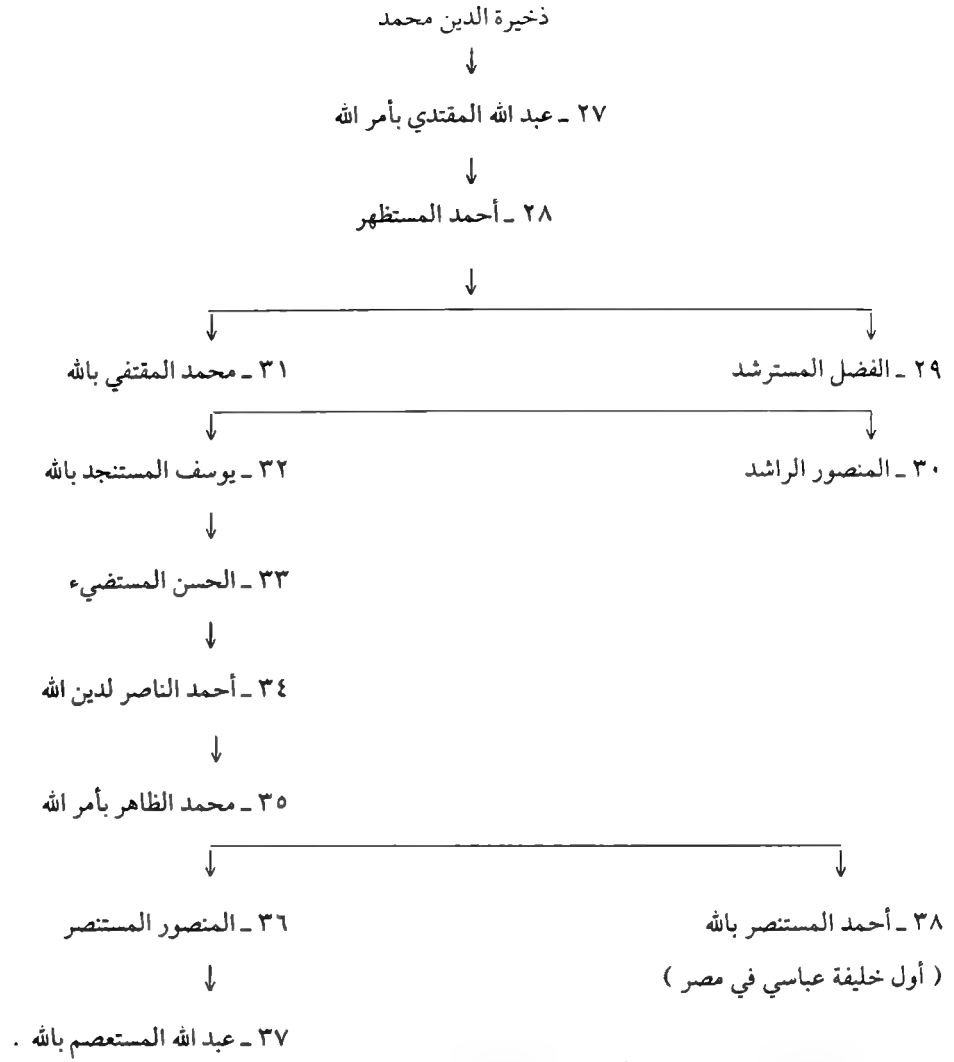 ذخيرة الدين محمد
٢٧ ـ عبد الله المقتدي بأمر الله
٢٨ ـ أحمد المستظهر
٢٩ ـ الفضل المسترشد
٣١ ـ محمد المقتفي بالله
٣٠ ـ المنصور الراشد
٣٢ ـ يوسف المستنجد بالله
٣٣ ـ الحسن المستضيء
٣٤ ـ أحمد الناصر لدين الله
٣٥ ـ محمد الظاهر بأمر الله
٣٨ ـ أحمد المستنصر بالله
٣٦ ـ المنصور المستنصر
( أول خليفة عباسي في مصر )
٣٧ ـ عبد الله المستعصم بالله .